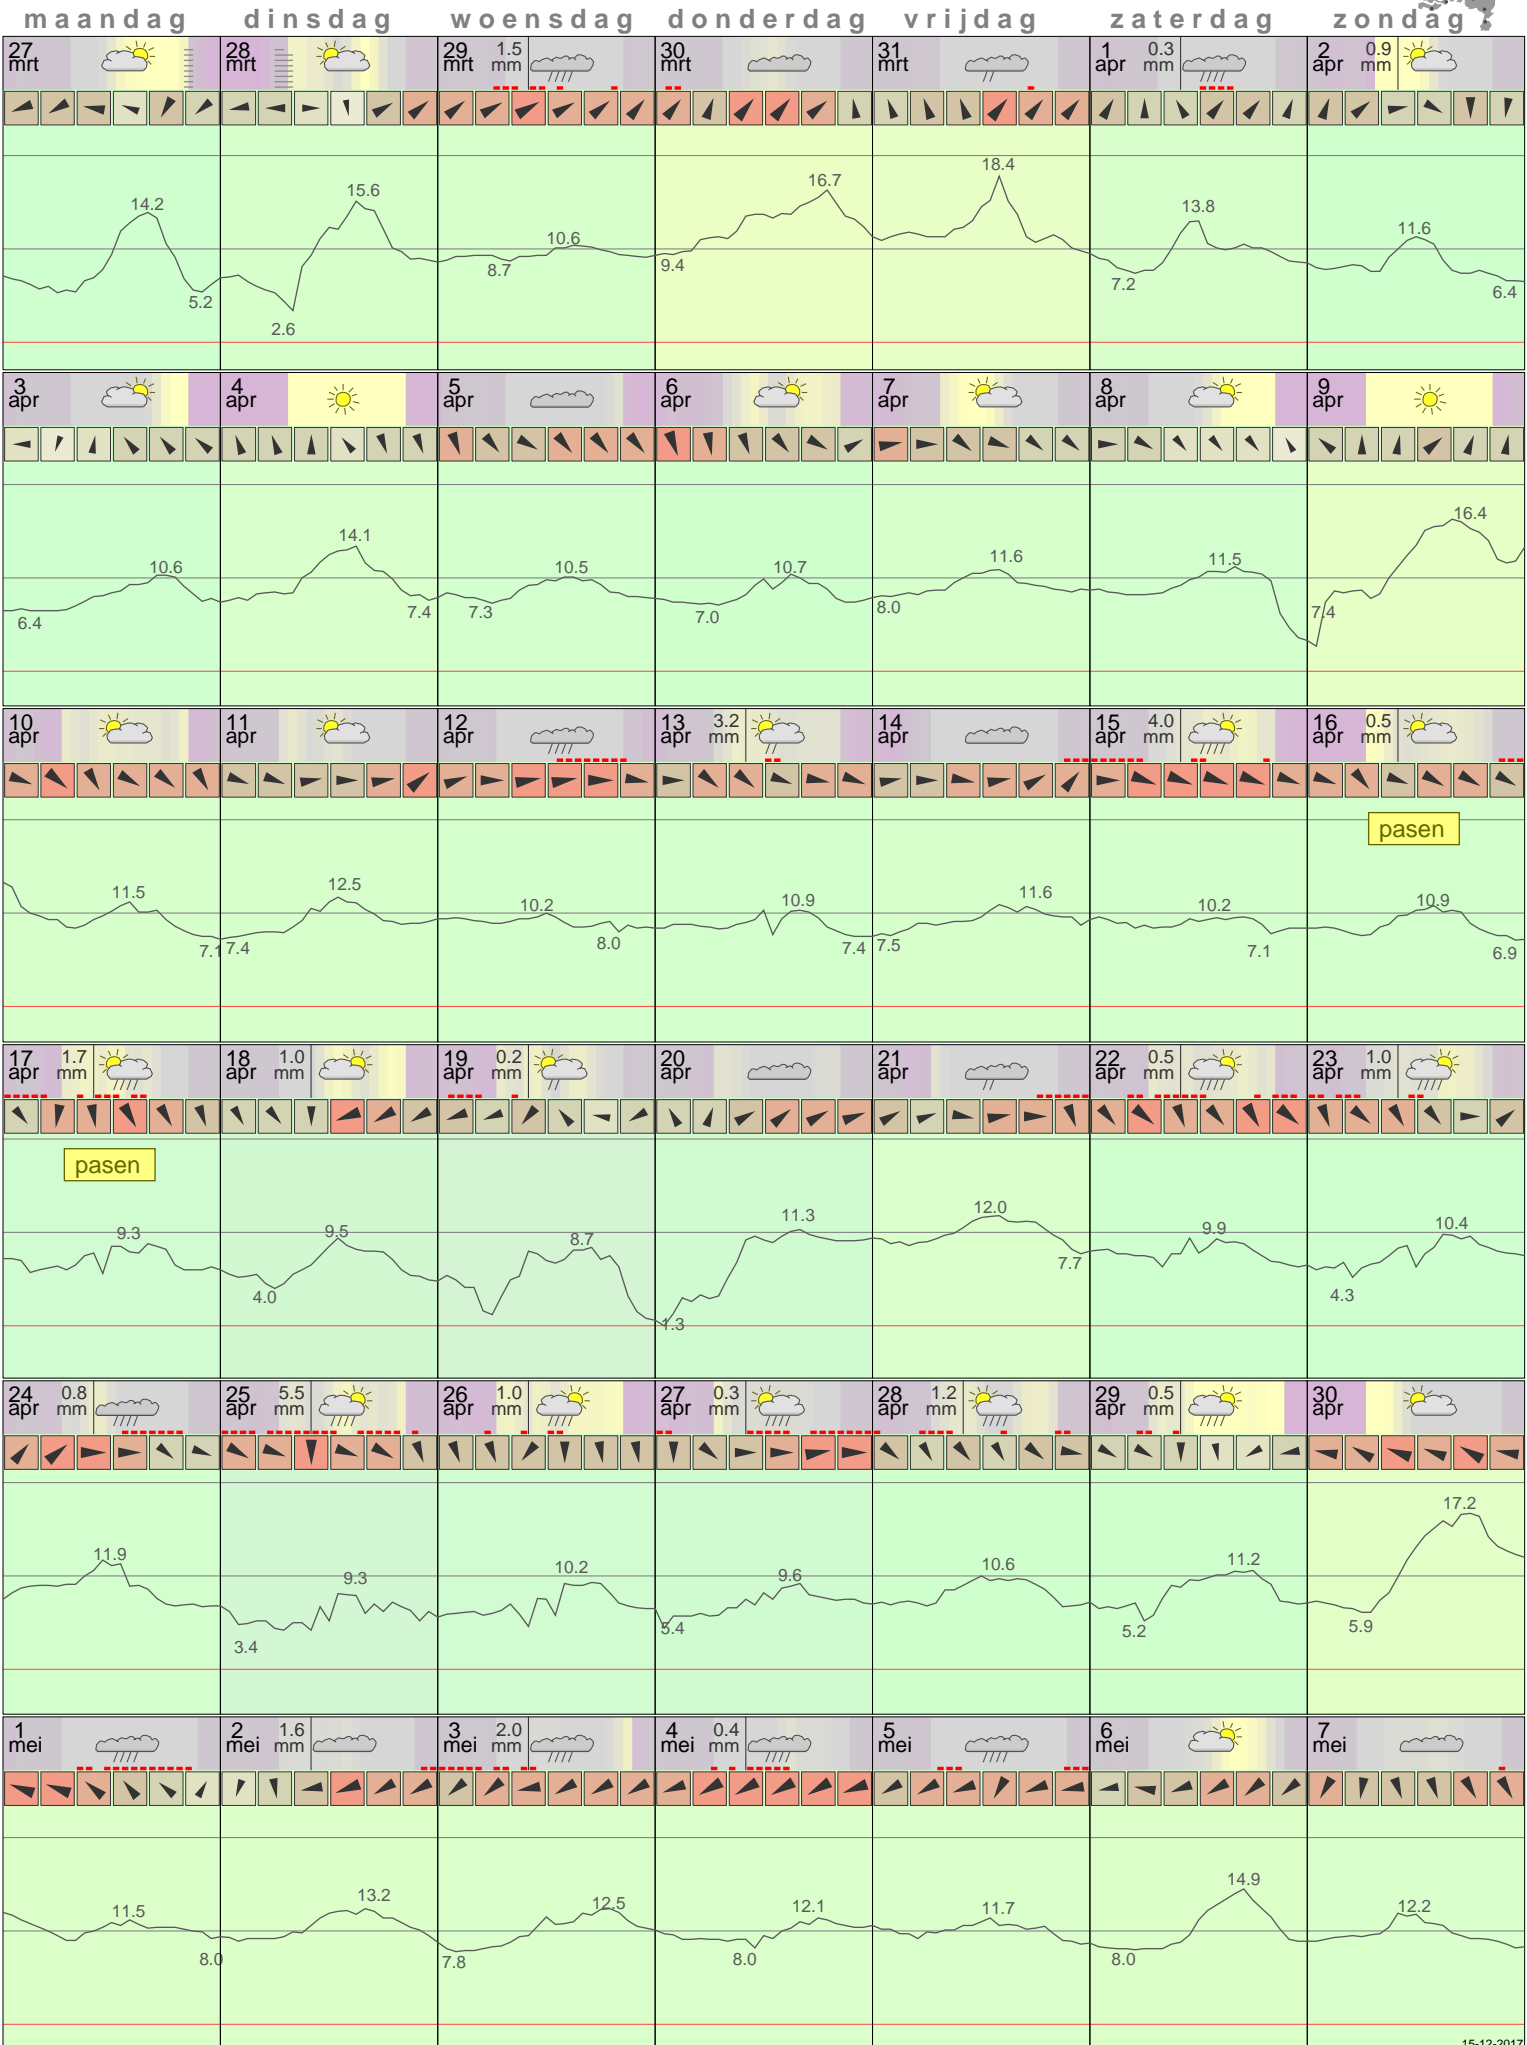 maandag dinsdag woensdag donderdag vrijdag zaterdag zondag
27 28 29 1.5 30 31 1 0.3 2 0.9
mrt mrt mrt mm mrt mrt apr mm apr mm
14.2 15.6 10.6 16.7 18.4 13.8 11.6
5.2 2.6 8.7 9.4 7.2 6.4
3 4 5 6 7 8 9
apr apr apr apr apr apr apr
10.6 14.1 10.5 10.7 11.6 11.5 16.4
6.4 7.4 7.3 7.0 8.0 7.4
10 11 12 13 3.2 14 15 4.0 16 0.5
apr apr apr apr mm apr apr mm apr mm
pasen
11.5 12.5 10.2 10.9 11.6 10.2 10.9
7.1 7.4 8.0 7.4 7.5 7.1 6.9
17 1.7 18 1.0 19 0.2 20 21 22 0.5 23 1.0
apr mm apr mm apr mm apr apr apr mm apr mm
pasen
9.3 9.5 8.7 11.3 12.0 9.9 10.4
4.0 1.3 7.7 4.3
24 0.8 25 5.5 26 1.0 27 0.3 28 1.2 29 0.5 30
apr mm apr mm apr mm apr mm apr mm apr mm apr
11.9 9.3 10.2 9.6 10.6 11.2 17.2
3.4 5.4 5.2 5.9
1 2 1.6 3 2.0 4 0.4 5 6 7
mei mei mm mei mm mei mm mei mei mei
11.5 13.2 12.5 12.1 11.7 14.9 12.2
8.0 7.8 8.0 8.0
15-12-2017